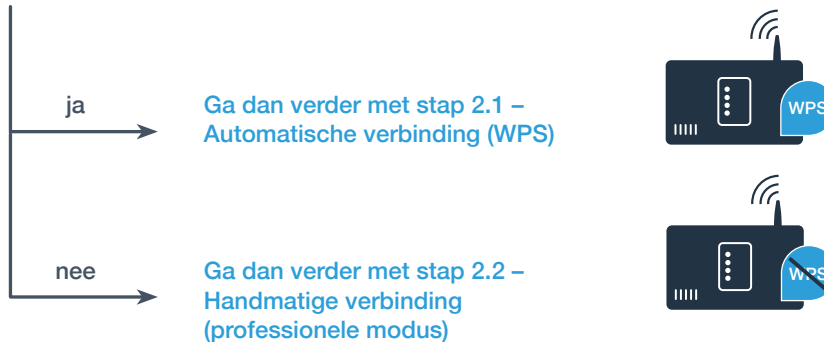 ja
Ga dan verder met stap 2.1 –
Automatische verbinding (WPS)
WPS
nee
Ga dan verder met stap 2.2 –
Handmatige verbinding
(professionele modus)
WPS